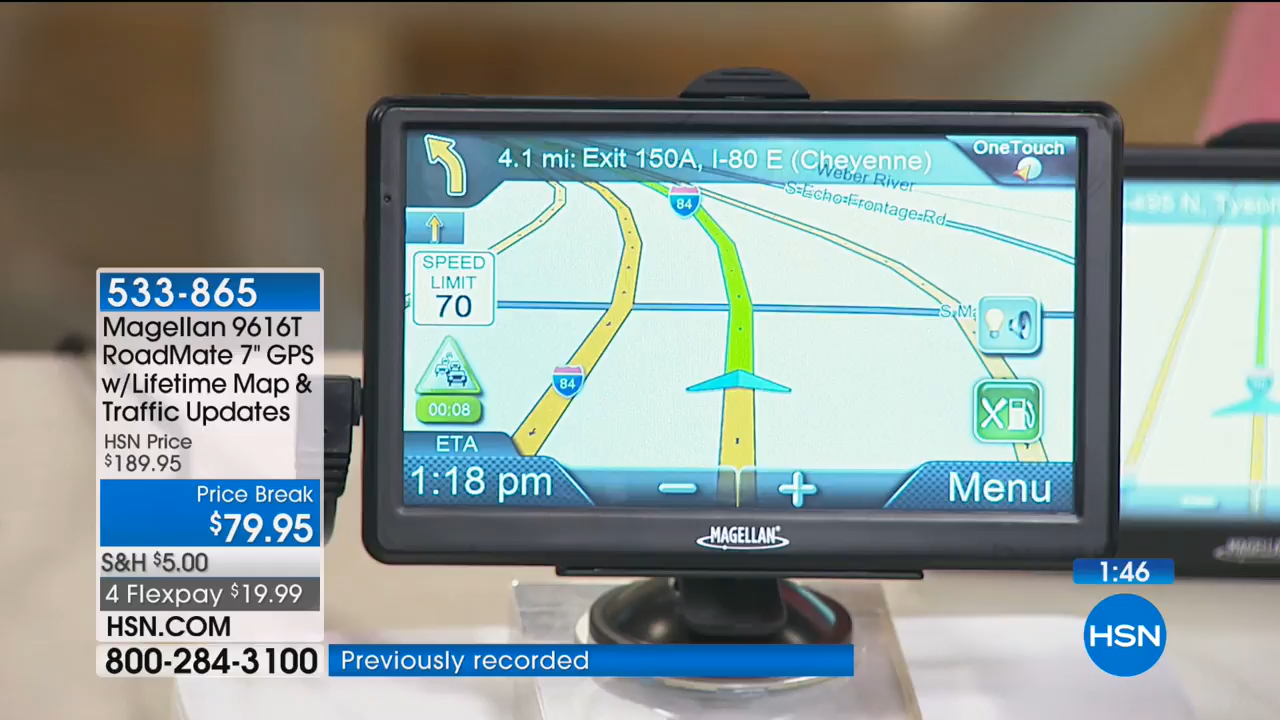 4.1 mi: Exit 150A, I-80 E (Cheyenne)
OneTouch
Weber River
S Echo Frontage Rd
84
SPEED
LIMIT
70
S Ma
84
00:08
ETA
1:18 pm
Menu
MAGELLAN
533-865
Magellan 9616T
RoadMate 7" GPS
w/Lifetime Map &
Traffic Updates
HSN Price
$189.95
Price Break
$79.95
S&H $5.00
4 Flexpay $19.99
HSN.COM
800-284-3100
Previously recorded
1:46
HSN